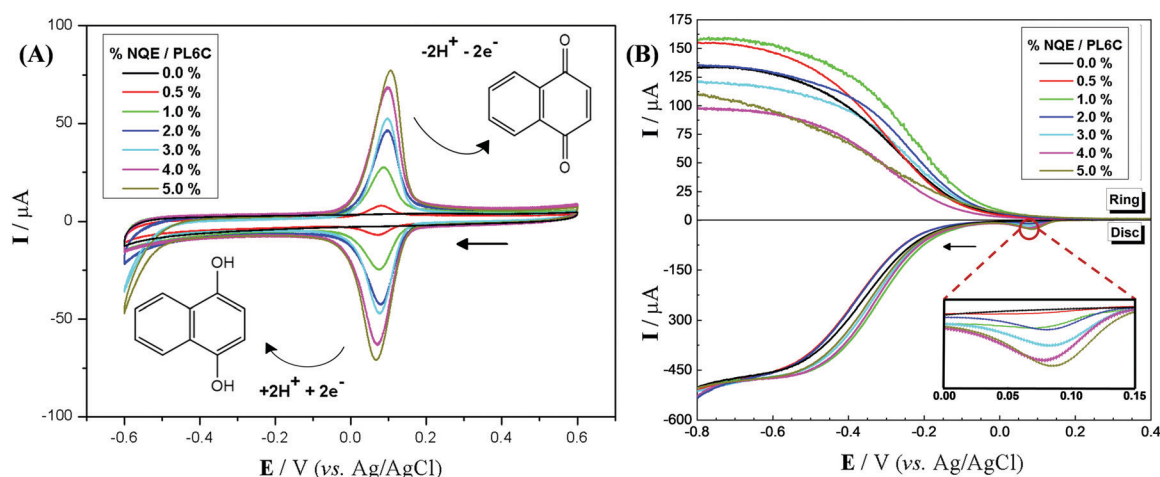 (A)
% NQE / PL6C
0.0 %
0.5 %
1.0 %
2.0 %
3.0 %
4.0 %
5.0 %
-2H+ - 2e-
O
O
OH
OH
+2H+ + 2e-
100
50
0
-50
-100
I / μA
-0.6 -0.4 -0.2 0.0 0.2 0.4 0.6
E / V (vs. Ag/AgCl)
(B)
% NQE / PL6C
0.0 %
0.5 %
1.0 %
2.0 %
3.0 %
4.0 %
5.0 %
Ring
Disc
175
150
125
100
75
50
25
0
-150
-300
-450
-600
I / μA
I / μA
0.00 0.05 0.10 0.15
-0.8 -0.6 -0.4 -0.2 0.0 0.2 0.4
E / V (vs. Ag/AgCl)